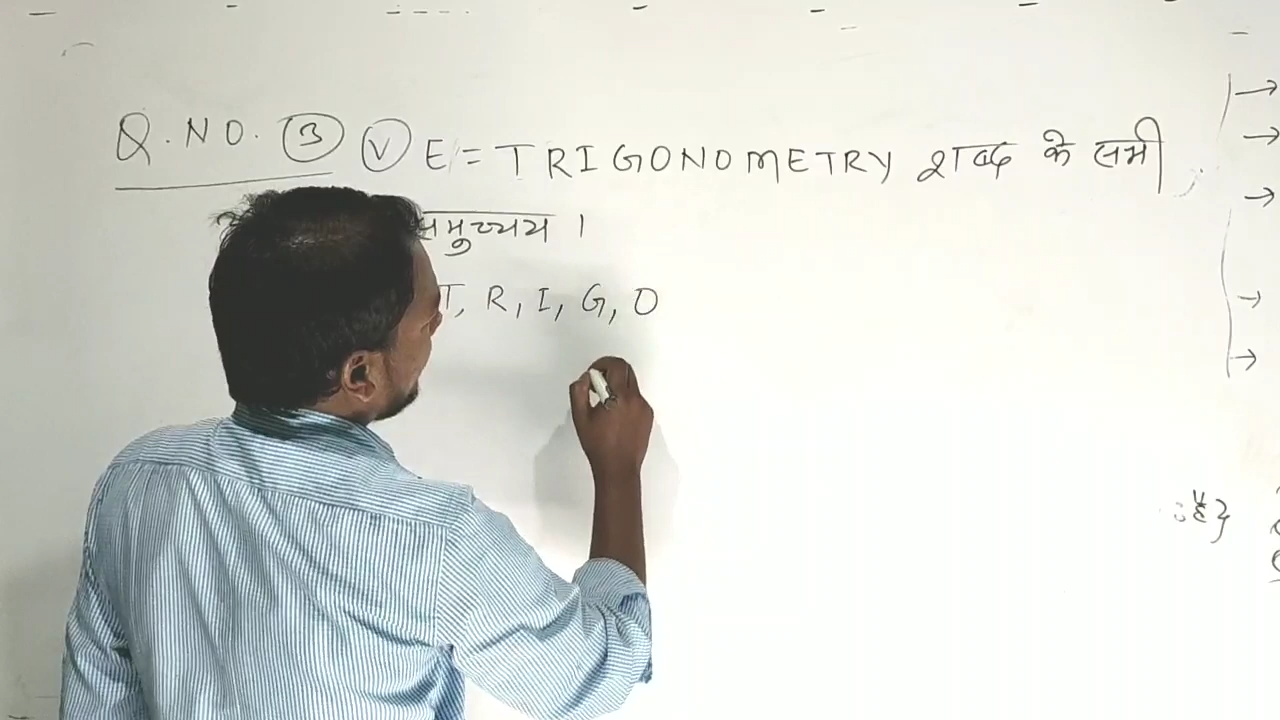 Q.NO. 3 V E = TRIGONOMETRY शब्द के सभी
समुच्चय ।
T, R, I, G, O